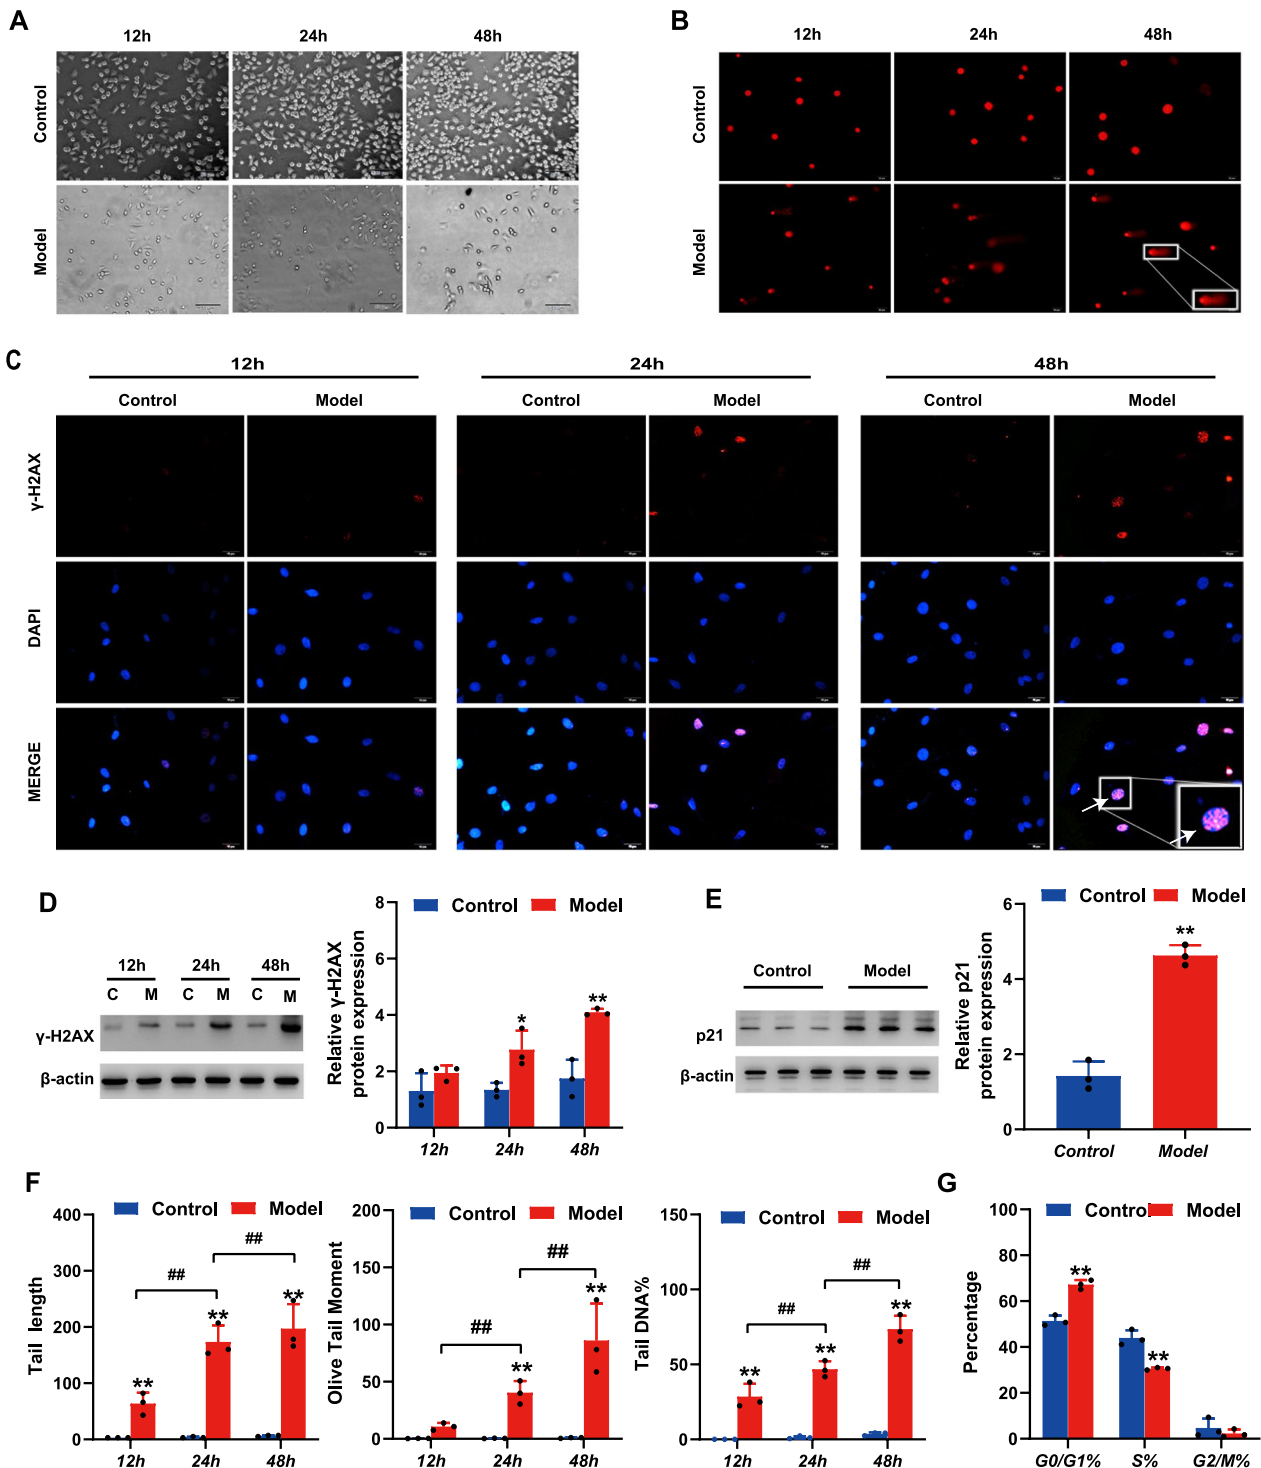 A
12h
24h
48h
Control
Model
B
12h
24h
48h
Control
Model
C
12h
24h
48h
Control
Model
Control
Model
Control
Model
γ-H2AX
DAPI
MERGE
D
12h
24h
48h
C
M
C
M
C
M
γ-H2AX
β-actin
Control
Model
Relative γ-H2AX
protein expression
8
6
4
2
0
*
**
12h
24h
48h
E
Control
Model
p21
β-actin
Control
Model
Relative p21
protein expression
6
4
2
0
**
Control
Model
F
Control
Model
Tail length
400
300
200
100
0
##
##
**
**
**
12h
24h
48h
Control
Model
Olive Tail Moment
200
150
100
50
0
##
##
**
**
12h
24h
48h
Control
Model
Tail DNA%
150
100
50
0
##
##
**
**
**
12h
24h
48h
G
Control
Model
Percentage
100
80
60
40
20
0
**
**
G0/G1%
S%
G2/M%